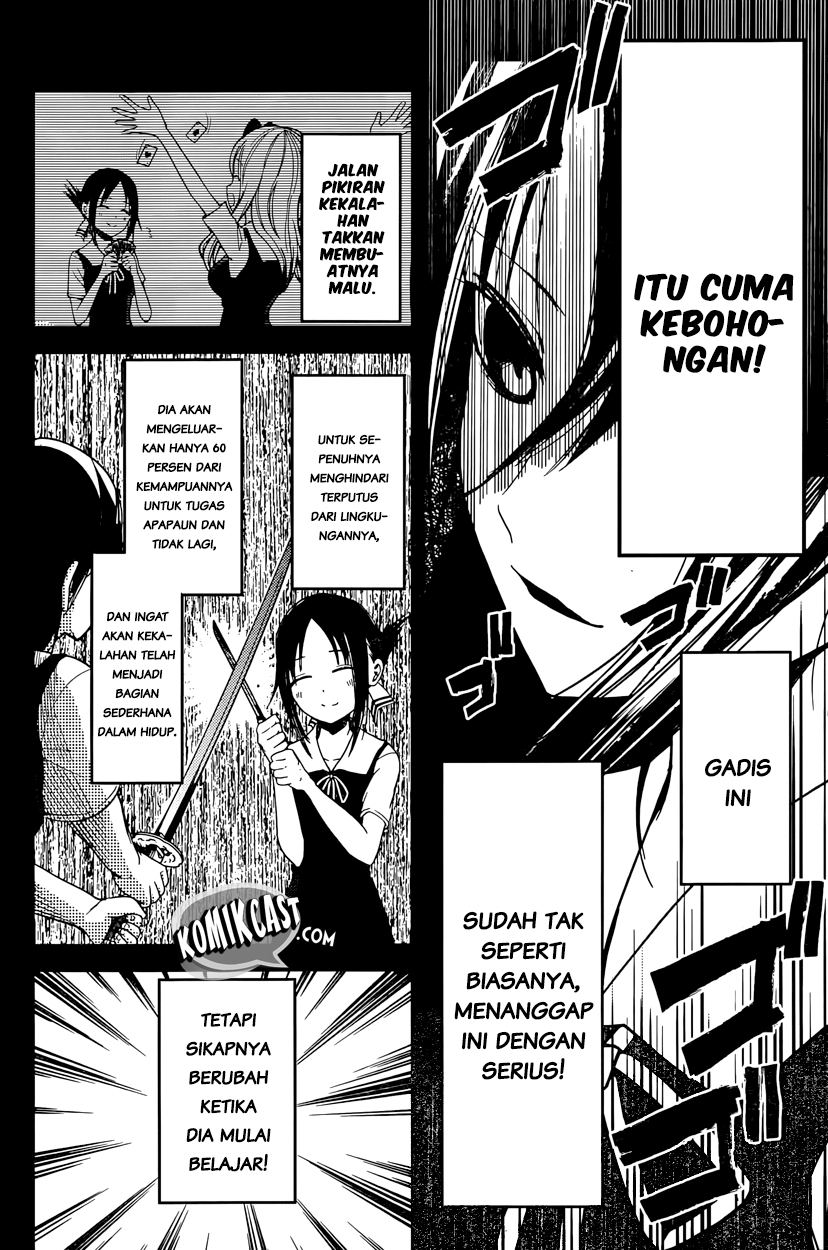 ITU CUMA
KEBOHO-
NGAN!
GADIS
INI
SUDAH TAK
SEPERTI
BIASANYA,
MENANGGAP
INI DENGAN
SERIUS!
JALAN
PIKIRAN
KEKALA-
HAN
TAKKAN
MEMBU-
ATNYA
MALU.
UNTUK SE-
PENUHNYA
MENGHINDARI
TERPUTUS
DARI LINGKU-
NGANNYA,
DIA AKAN
MENGELUAR-
KAN HANYA 60
PERSEN DARI
KEMAMPUANNYA
UNTUK TUGAS
APAPAUN DAN
TIDAK LAGI,
DAN INGAT
AKAN KEKA-
LAHAN TELAH
MENJADI
BAGIAN
SEDERHANA
DALAM HIDUP.
KOMIKCAST.COM
TETAPI
SIKAPNYA
BERUBAH
KETIKA
DIA MULAI
BELAJAR!